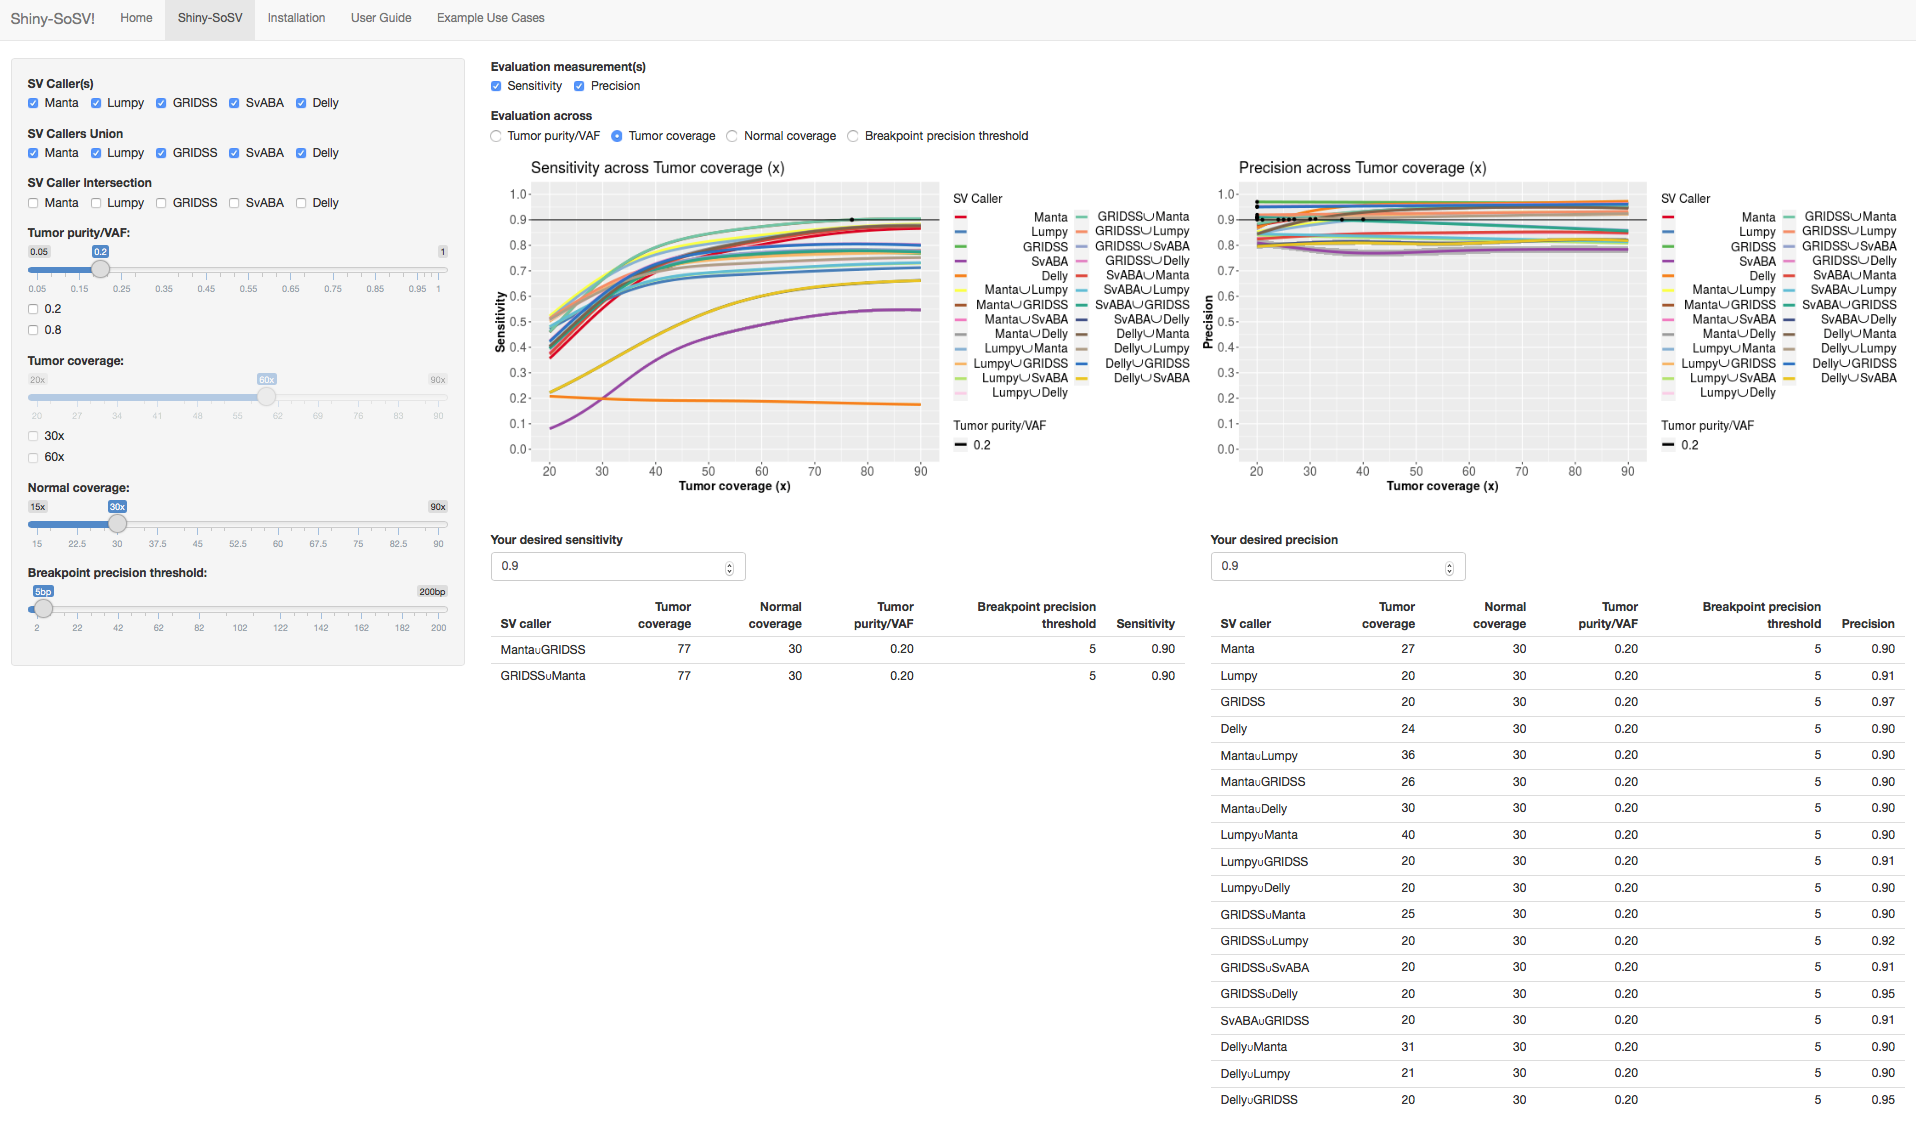 Shiny-SoSV! Home Shiny-SoSV Installation User Guide Example Use Cases
SV Caller(s)
Manta Lumpy GRIDSS SvABA Delly
SV Callers Union
Manta Lumpy GRIDSS SvABA Delly
SV Caller Intersection
Manta Lumpy GRIDSS SvABA Delly
Tumor purity/VAF:
0.05 0.2 1
0.05 0.15 0.25 0.35 0.45 0.55 0.65 0.75 0.85 0.95 1
0.2
0.8
Tumor coverage:
20x 60x 90x
20 27 34 41 48 55 62 69 76 83 90
30x
60x
Normal coverage:
15x 30x 90x
15 22.5 30 37.5 45 52.5 60 67.5 75 82.5 90
Breakpoint precision threshold:
5bp 200bp
2 22 42 62 82 102 122 142 162 182 200
Evaluation measurement(s)
Sensitivity Precision
Evaluation across
Tumor purity/VAF Tumor coverage Normal coverage Breakpoint precision threshold
Sensitivity across Tumor coverage (x)
Sensitivity
1.0
0.9
0.8
0.7
0.6
0.5
0.4
0.3
0.2
0.1
0.0
20 30 40 50 60 70 80 90
Tumor coverage (x)
SV Caller
Manta GRIDSS∪Manta
Lumpy GRIDSS∪Lumpy
GRIDSS GRIDSS∪SvABA
SvABA GRIDSS∪Delly
Delly SvABA∪Manta
Manta∪Lumpy SvABA∪Lumpy
Manta∪GRIDSS SvABA∪GRIDSS
Manta∪SvABA SvABA∪Delly
Manta∪Delly Delly∪Manta
Lumpy∪Manta Delly∪Lumpy
Lumpy∪GRIDSS Delly∪GRIDSS
Lumpy∪SvABA Delly∪SvABA
Lumpy∪Delly
Tumor purity/VAF
0.2
Precision across Tumor coverage (x)
Precision
1.0
0.9
0.8
0.7
0.6
0.5
0.4
0.3
0.2
0.1
0.0
20 30 40 50 60 70 80 90
Tumor coverage (x)
SV Caller
Manta GRIDSS∪Manta
Lumpy GRIDSS∪Lumpy
GRIDSS GRIDSS∪SvABA
SvABA GRIDSS∪Delly
Delly SvABA∪Manta
Manta∪Lumpy SvABA∪Lumpy
Manta∪GRIDSS SvABA∪GRIDSS
Manta∪SvABA SvABA∪Delly
Manta∪Delly Delly∪Manta
Lumpy∪Manta Delly∪Lumpy
Lumpy∪GRIDSS Delly∪GRIDSS
Lumpy∪SvABA Delly∪SvABA
Lumpy∪Delly
Tumor purity/VAF
0.2
Your desired sensitivity
0.9
Tumor Normal Tumor Breakpoint precision
SV caller coverage coverage purity/VAF threshold Sensitivity
Manta∪GRIDSS 77 30 0.20 5 0.90
GRIDSS∪Manta 77 30 0.20 5 0.90
Your desired precision
0.9
Tumor Normal Tumor Breakpoint precision
SV caller coverage coverage purity/VAF threshold Precision
Manta 27 30 0.20 5 0.90
Lumpy 20 30 0.20 5 0.91
GRIDSS 20 30 0.20 5 0.97
Delly 24 30 0.20 5 0.90
Manta∪Lumpy 36 30 0.20 5 0.90
Manta∪GRIDSS 26 30 0.20 5 0.90
Manta∪Delly 30 30 0.20 5 0.90
Lumpy∪Manta 40 30 0.20 5 0.90
Lumpy∪GRIDSS 20 30 0.20 5 0.91
Lumpy∪Delly 20 30 0.20 5 0.90
GRIDSS∪Manta 25 30 0.20 5 0.90
GRIDSS∪Lumpy 20 30 0.20 5 0.92
GRIDSS∪SvABA 20 30 0.20 5 0.91
GRIDSS∪Delly 20 30 0.20 5 0.95
SvABA∪GRIDSS 20 30 0.20 5 0.91
Delly∪Manta 31 30 0.20 5 0.90
Delly∪Lumpy 21 30 0.20 5 0.90
Delly∪GRIDSS 20 30 0.20 5 0.95